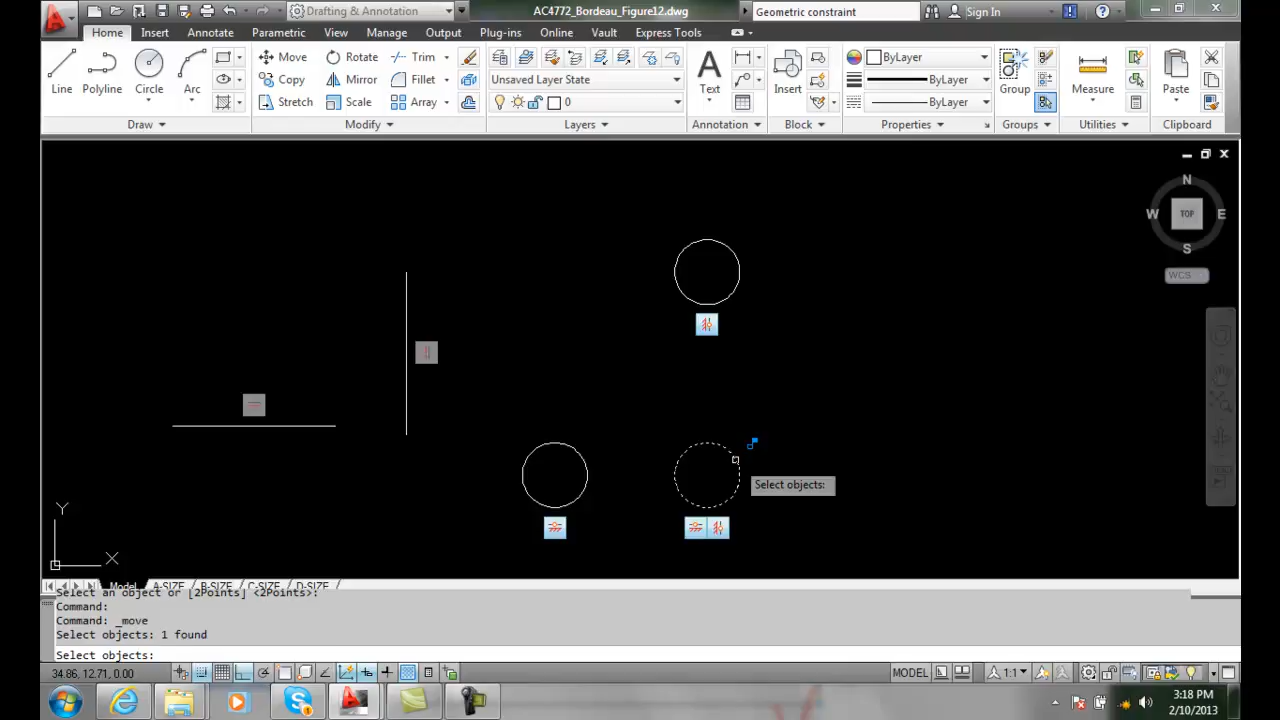 Drafting & Annotation
AC4772_Bordeau_Figure12.dwg
Geometric constraint
Sign In
Home
Insert
Annotate
Parametric
View
Manage
Output
Plug-ins
Online
Vault
Express Tools
Line
Polyline
Circle
Arc
Draw
Move
Rotate
Trim
Copy
Mirror
Fillet
Stretch
Scale
Array
Modify
Unsaved Layer State
0
Layers
Text
Annotation
Insert
Block
ByLayer
ByLayer
ByLayer
Properties
Group
Groups
Measure
Utilities
Paste
Clipboard
N
W
TOP
E
S
WCS
Select objects:
Y
X
Model
A-SIZE
B-SIZE
C-SIZE
D-SIZE
Select an object or [2Points] <2Points>:
Command:
Command: _move
Select objects: 1 found
Select objects:
34.86, 12.71, 0.00
MODEL
1:1
3:18 PM
2/10/2013